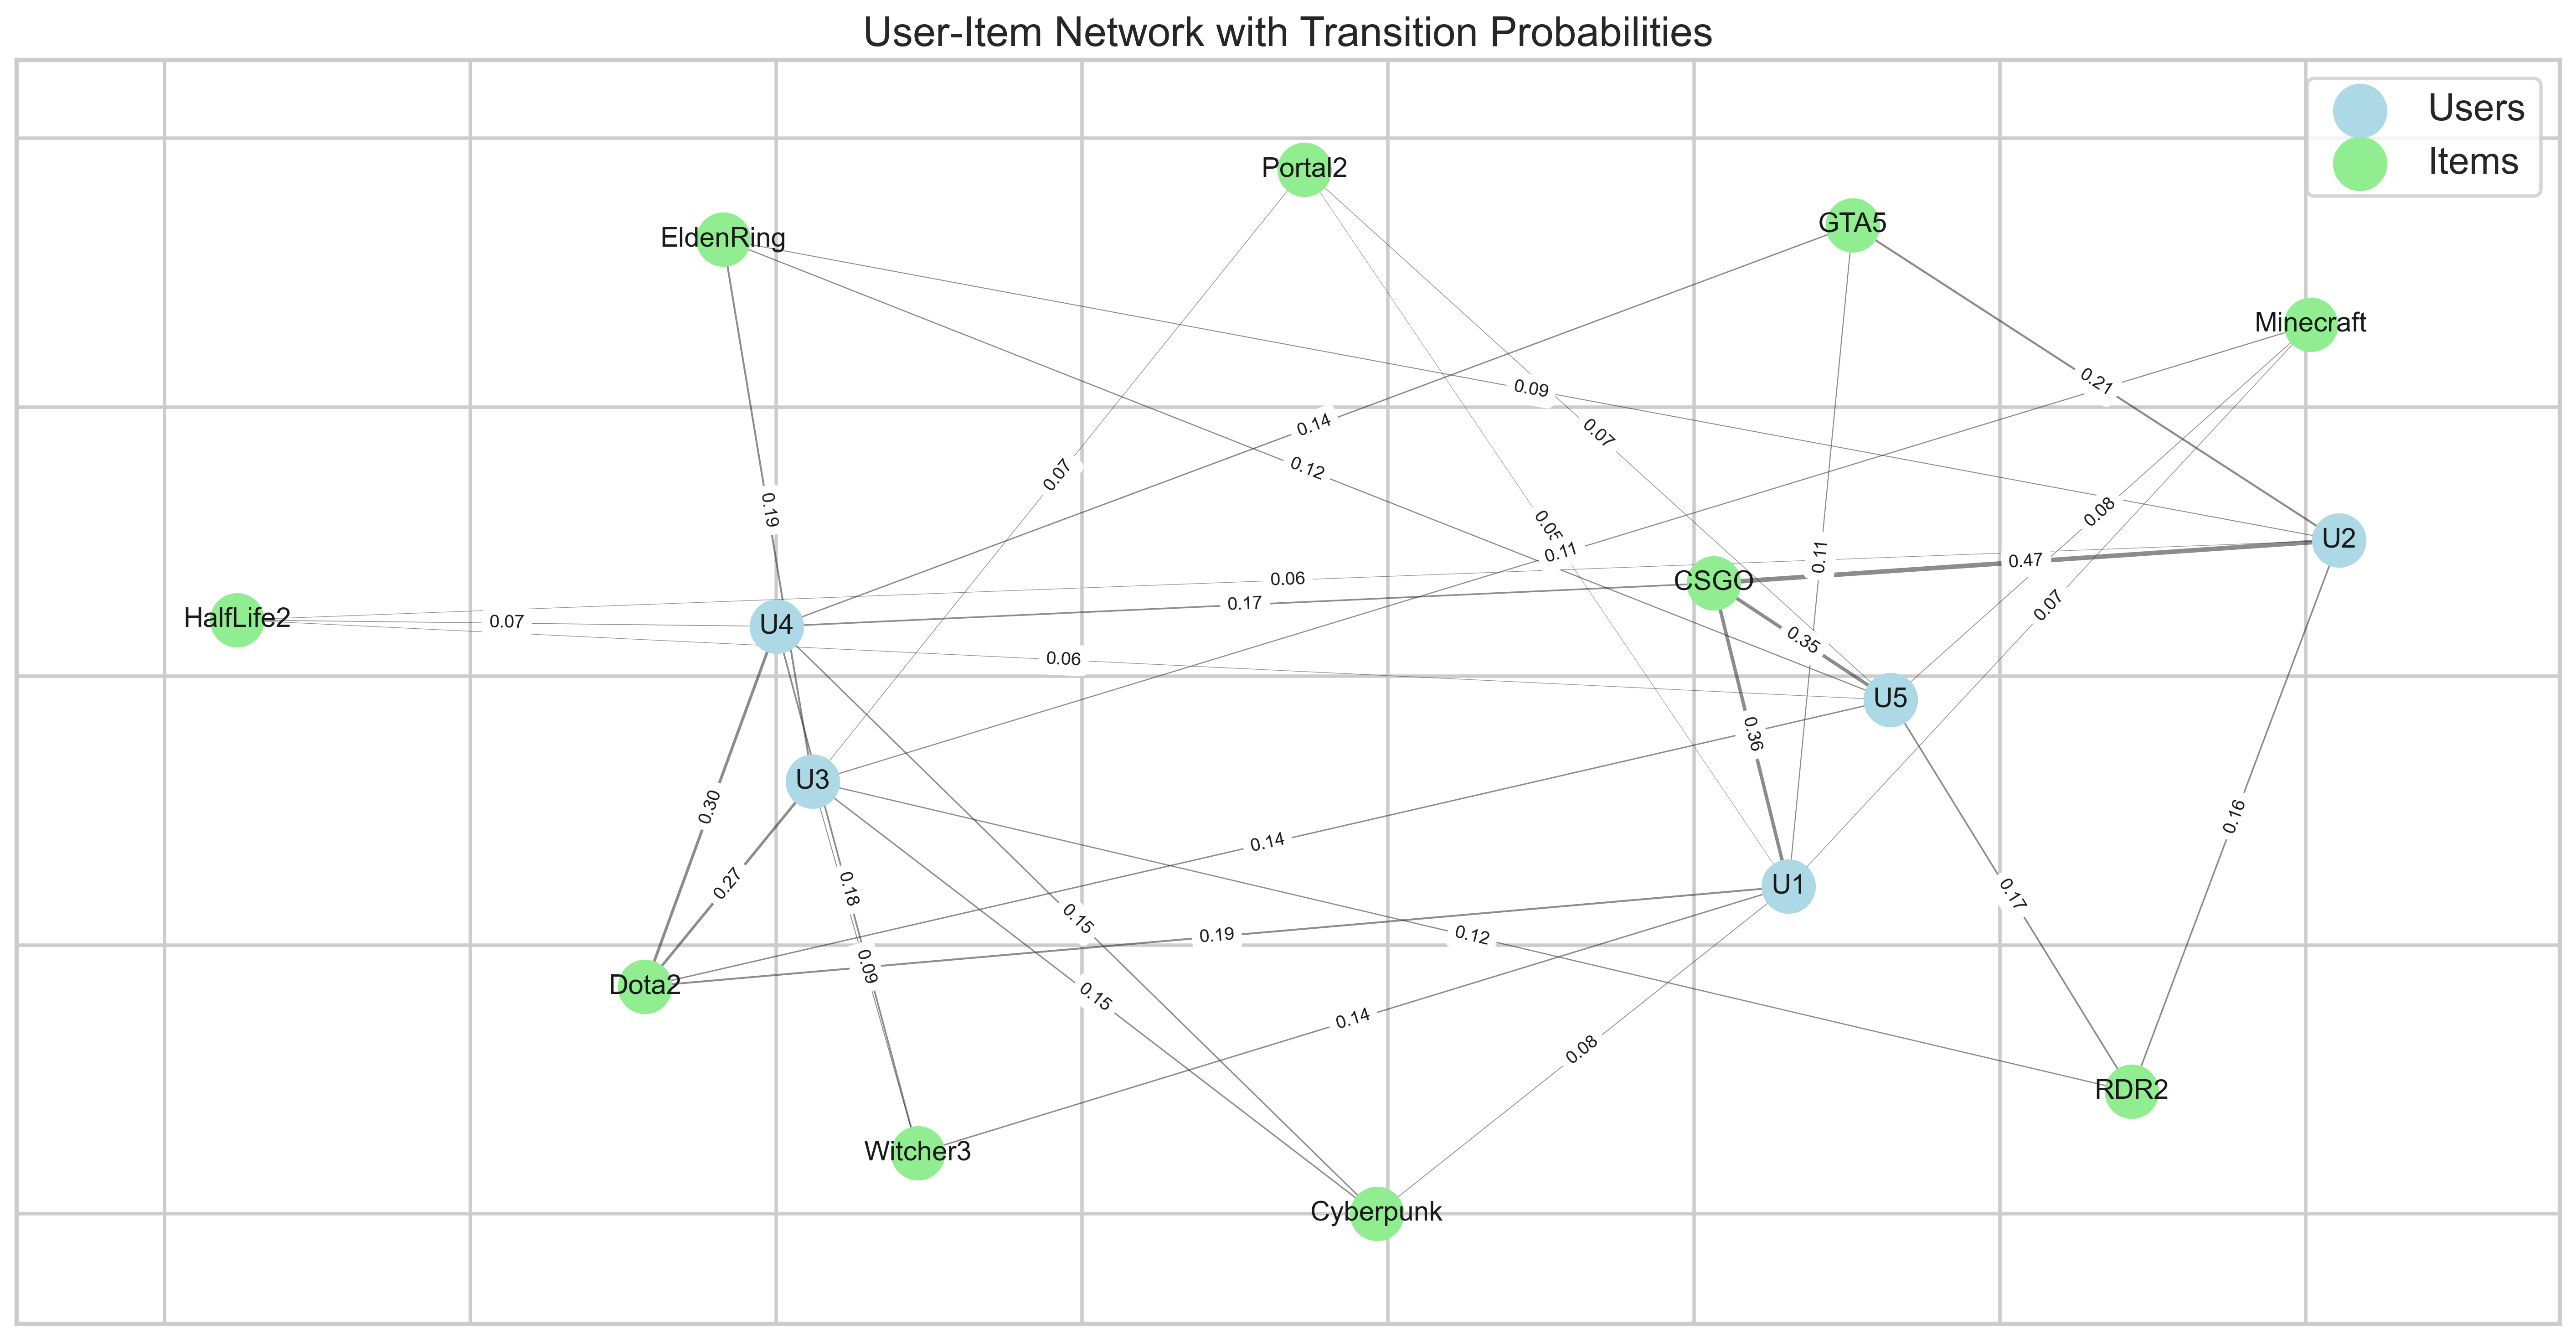 User-Item Network with Transition Probabilities
Users
Items
Portal2
GTA5
EldenRing
Minecraft
0.21
0.09
0.14
0.07
0.12
0.07
0.19
0.08
0.05
U2
0.11
0.11
0.47
0.06
CSGO
0.17
0.07
HalfLife2
0.07
U4
0.35
0.06
U5
0.36
U3
0.30
0.16
0.14
0.27
U1
0.18
0.17
0.15
0.19
0.12
0.09
Dota2
0.15
0.14
0.08
RDR2
Witcher3
Cyberpunk